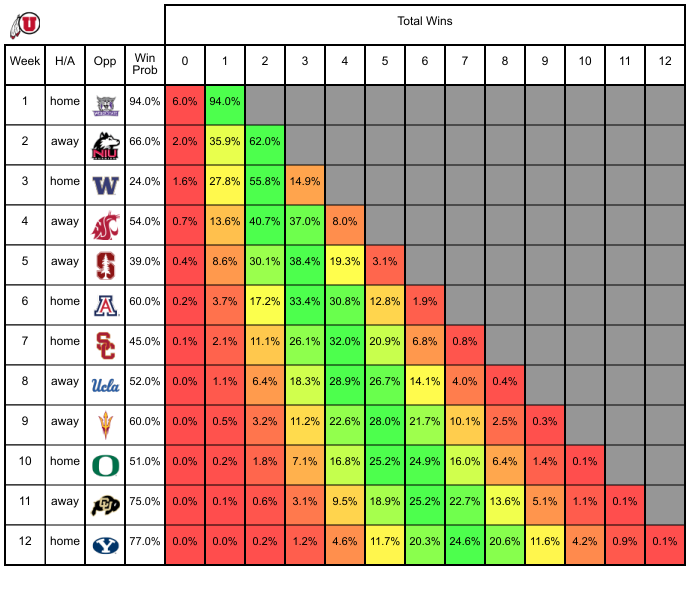 U
Total Wins
Week H/A Opp Win Prob 0 1 2 3 4 5 6 7 8 9 10 11 12
1 home 94.0% 6.0% 94.0%
2 away NIU 66.0% 2.0% 35.9% 62.0%
3 home W 24.0% 1.6% 27.8% 55.8% 14.9%
4 away 54.0% 0.7% 13.6% 40.7% 37.0% 8.0%
5 away S 39.0% 0.4% 8.6% 30.1% 38.4% 19.3% 3.1%
6 home A 60.0% 0.2% 3.7% 17.2% 33.4% 30.8% 12.8% 1.9%
7 home SC 45.0% 0.1% 2.1% 11.1% 26.1% 32.0% 20.9% 6.8% 0.8%
8 away Ucla 52.0% 0.0% 1.1% 6.4% 18.3% 28.9% 26.7% 14.1% 4.0% 0.4%
9 away 60.0% 0.0% 0.5% 3.2% 11.2% 22.6% 28.0% 21.7% 10.1% 2.5% 0.3%
10 home O 51.0% 0.0% 0.2% 1.8% 7.1% 16.8% 25.2% 24.9% 16.0% 6.4% 1.4% 0.1%
11 away CU 75.0% 0.0% 0.1% 0.6% 3.1% 9.5% 18.9% 25.2% 22.7% 13.6% 5.1% 1.1% 0.1%
12 home Y 77.0% 0.0% 0.0% 0.2% 1.2% 4.6% 11.7% 20.3% 24.6% 20.6% 11.6% 4.2% 0.9% 0.1%